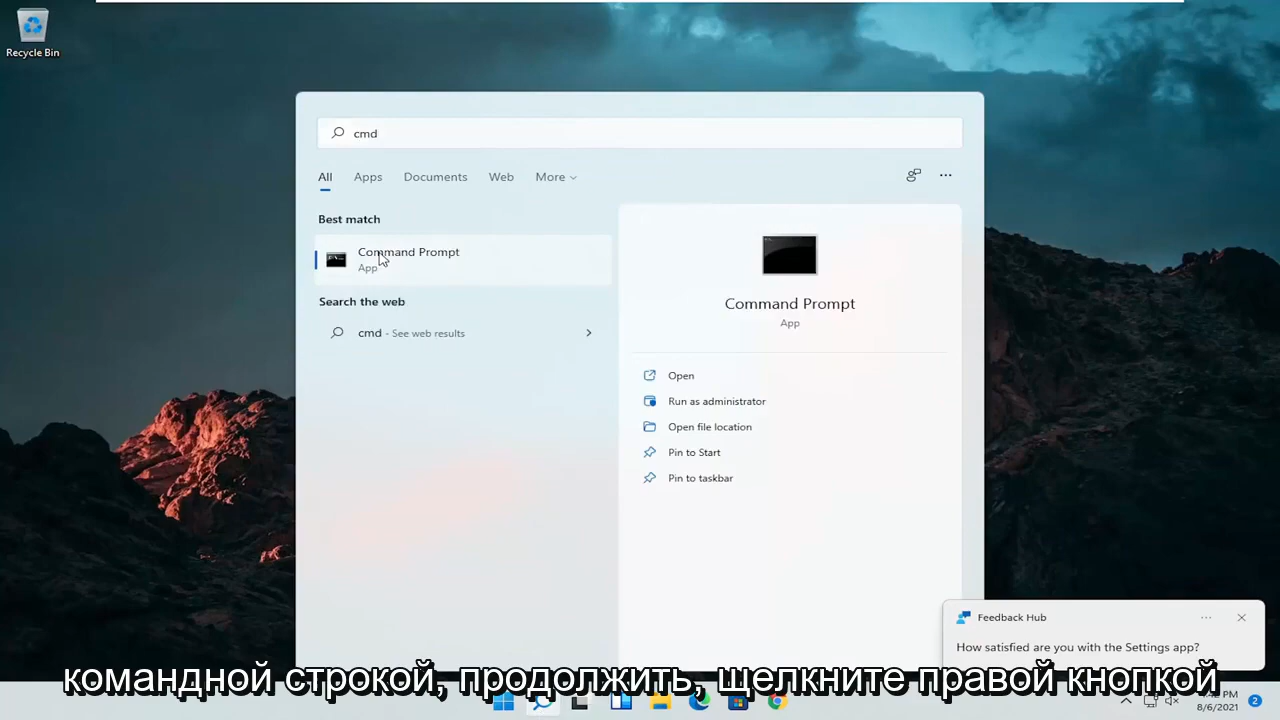 Recycle Bin
cmd
All Apps Documents Web More
Best match
Command Prompt
App
Search the web
cmd - See web results
Command Prompt
App
Open
Run as administrator
Open file location
Pin to Start
Pin to taskbar
Feedback Hub
How satisfied are you with the Settings app?
командной строкой, продолжить, щелкните правой кнопкой
PM
8/6/2021
2